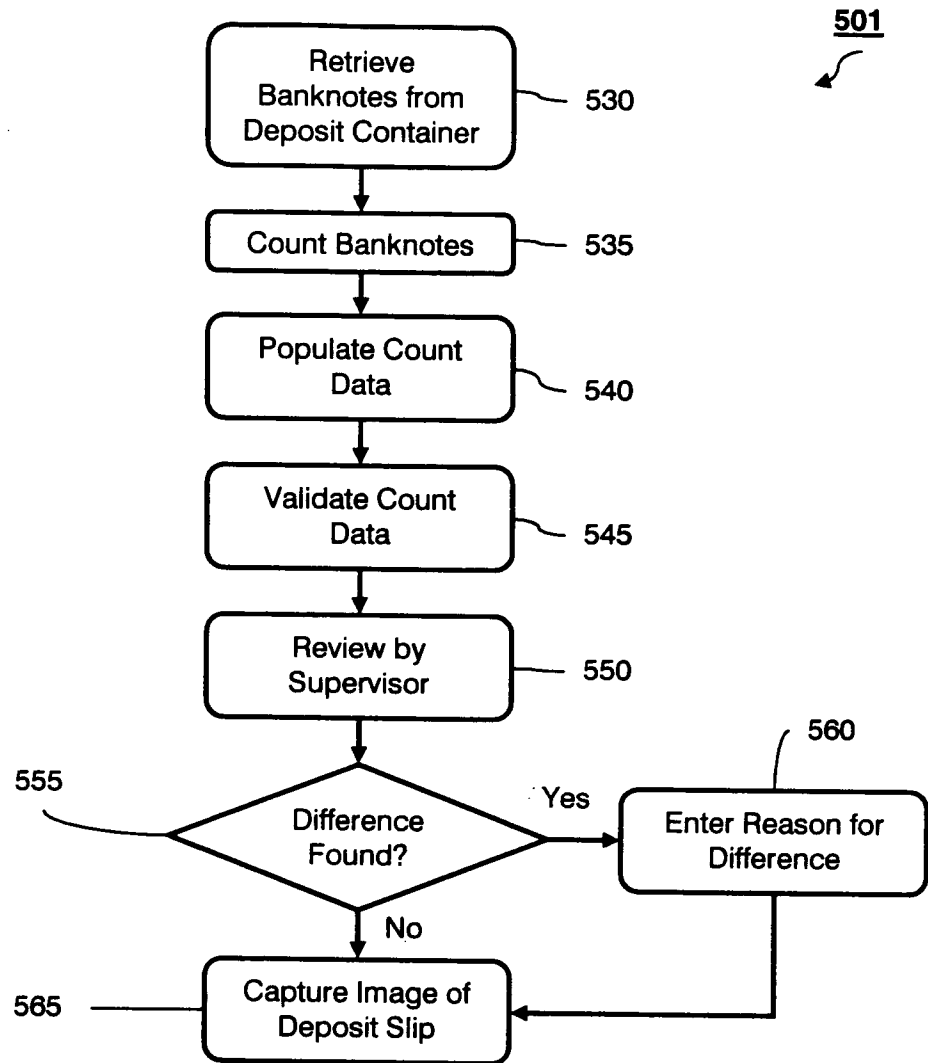 501
Retrieve
Banknotes from
Deposit Container
530
Count Banknotes
535
Populate Count
Data
540
Validate Count
Data
545
Review by
Supervisor
550
555
Difference
Found?
Yes
560
Enter Reason for
Difference
No
565
Capture Image of
Deposit Slip